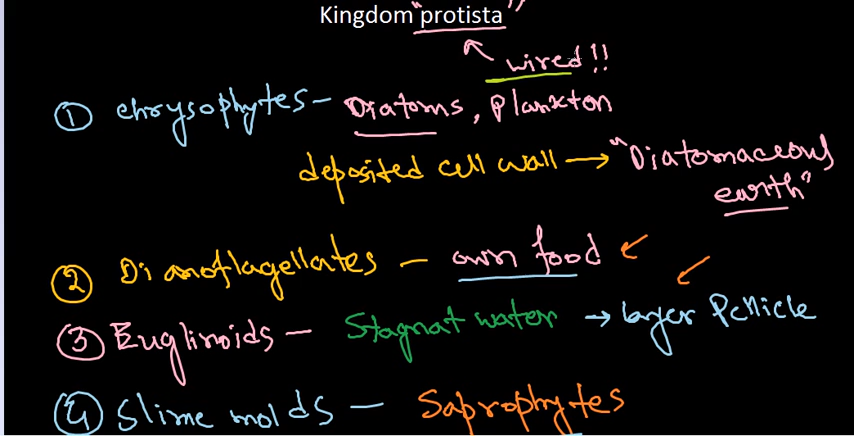 Kingdom "protista"
wired!!
① chrysophytes - Diatoms, Plankton
deposited cell wall → "Diatomaceous
earth"
② Dianoflagellates - own food
③ Euglinoids - Stagnat water → layer Pellicle
④ Slime molds - Saprophytes